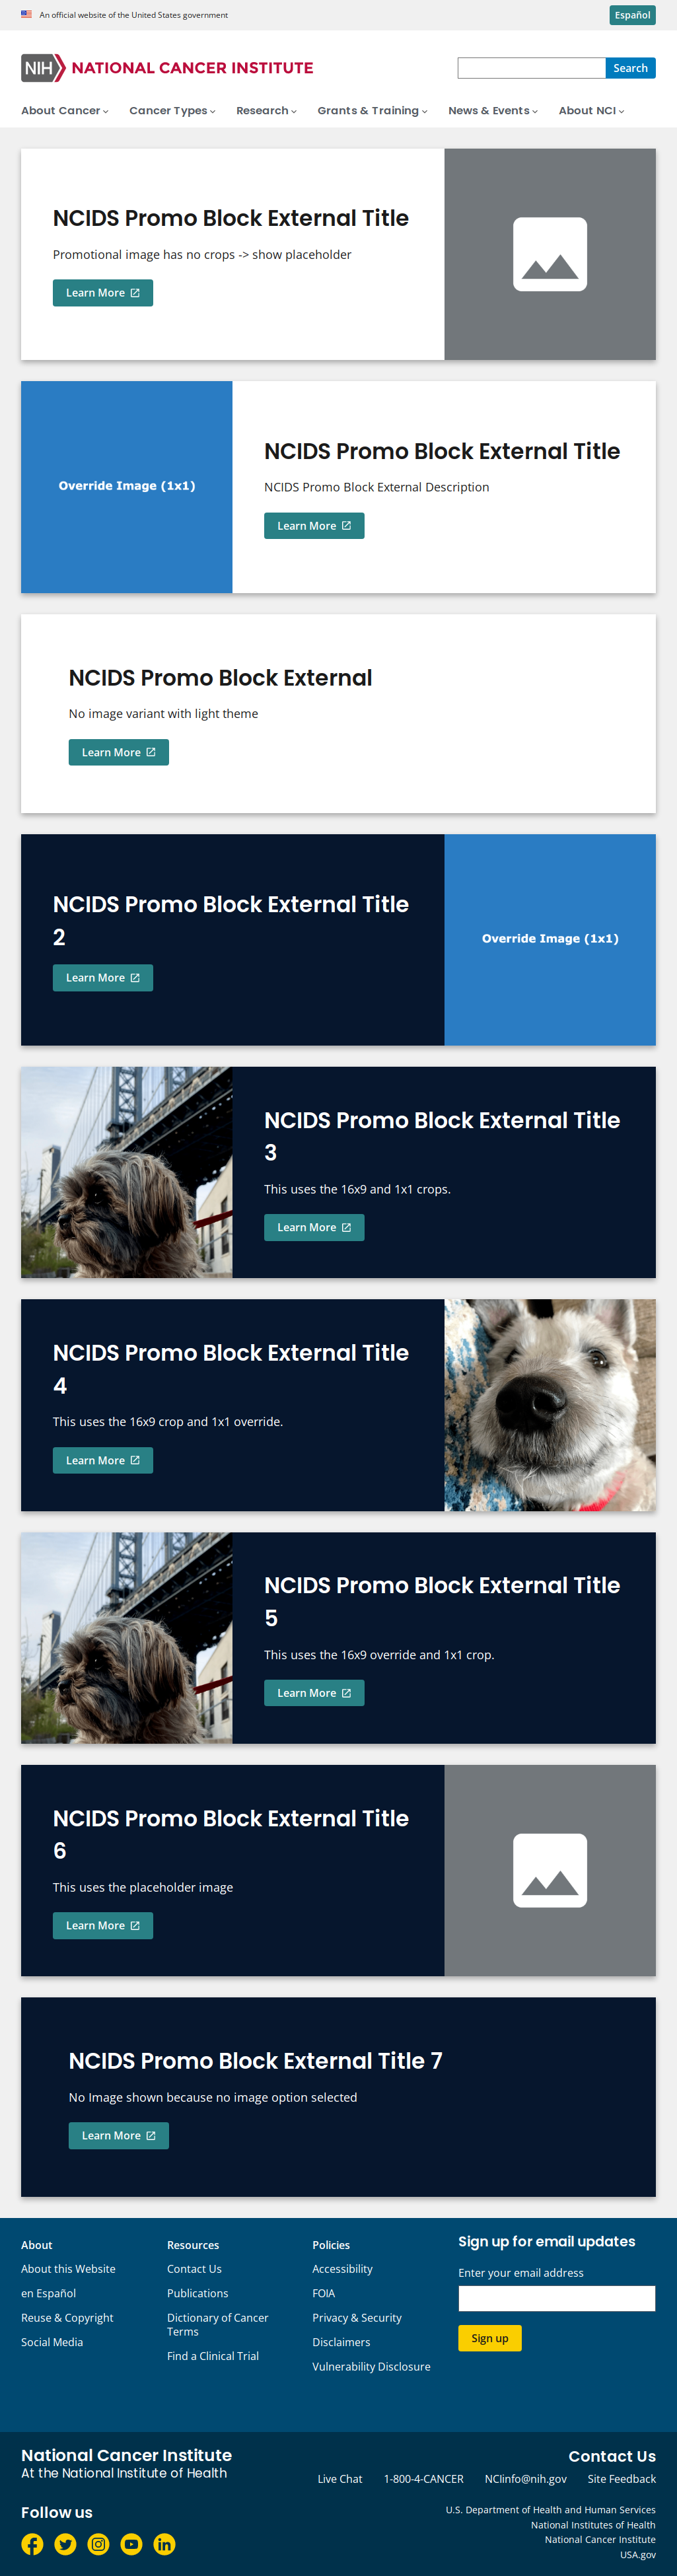 An official website of the United States government
Español
NIH NATIONAL CANCER INSTITUTE
Search
About Cancer Cancer Types Research Grants & Training News & Events About NCI
NCIDS Promo Block External Title
Promotional image has no crops -> show placeholder
Learn More
Override Image (1x1)
NCIDS Promo Block External Title
NCIDS Promo Block External Description
Learn More
NCIDS Promo Block External
No image variant with light theme
Learn More
NCIDS Promo Block External Title
2
Learn More
Override Image (1x1)
NCIDS Promo Block External Title
3
This uses the 16x9 and 1x1 crops.
Learn More
NCIDS Promo Block External Title
4
This uses the 16x9 crop and 1x1 override.
Learn More
NCIDS Promo Block External Title
5
This uses the 16x9 override and 1x1 crop.
Learn More
NCIDS Promo Block External Title
6
This uses the placeholder image
Learn More
NCIDS Promo Block External Title 7
No Image shown because no image option selected
Learn More
About
About this Website
en Español
Reuse & Copyright
Social Media
Resources
Contact Us
Publications
Dictionary of Cancer
Terms
Find a Clinical Trial
Policies
Accessibility
FOIA
Privacy & Security
Disclaimers
Vulnerability Disclosure
Sign up for email updates
Enter your email address
Sign up
National Cancer Institute
At the National Institute of Health
Contact Us
Live Chat 1-800-4-CANCER NCIinfo@nih.gov Site Feedback
Follow us
U.S. Department of Health and Human Services
National Institutes of Health
National Cancer Institute
USA.gov